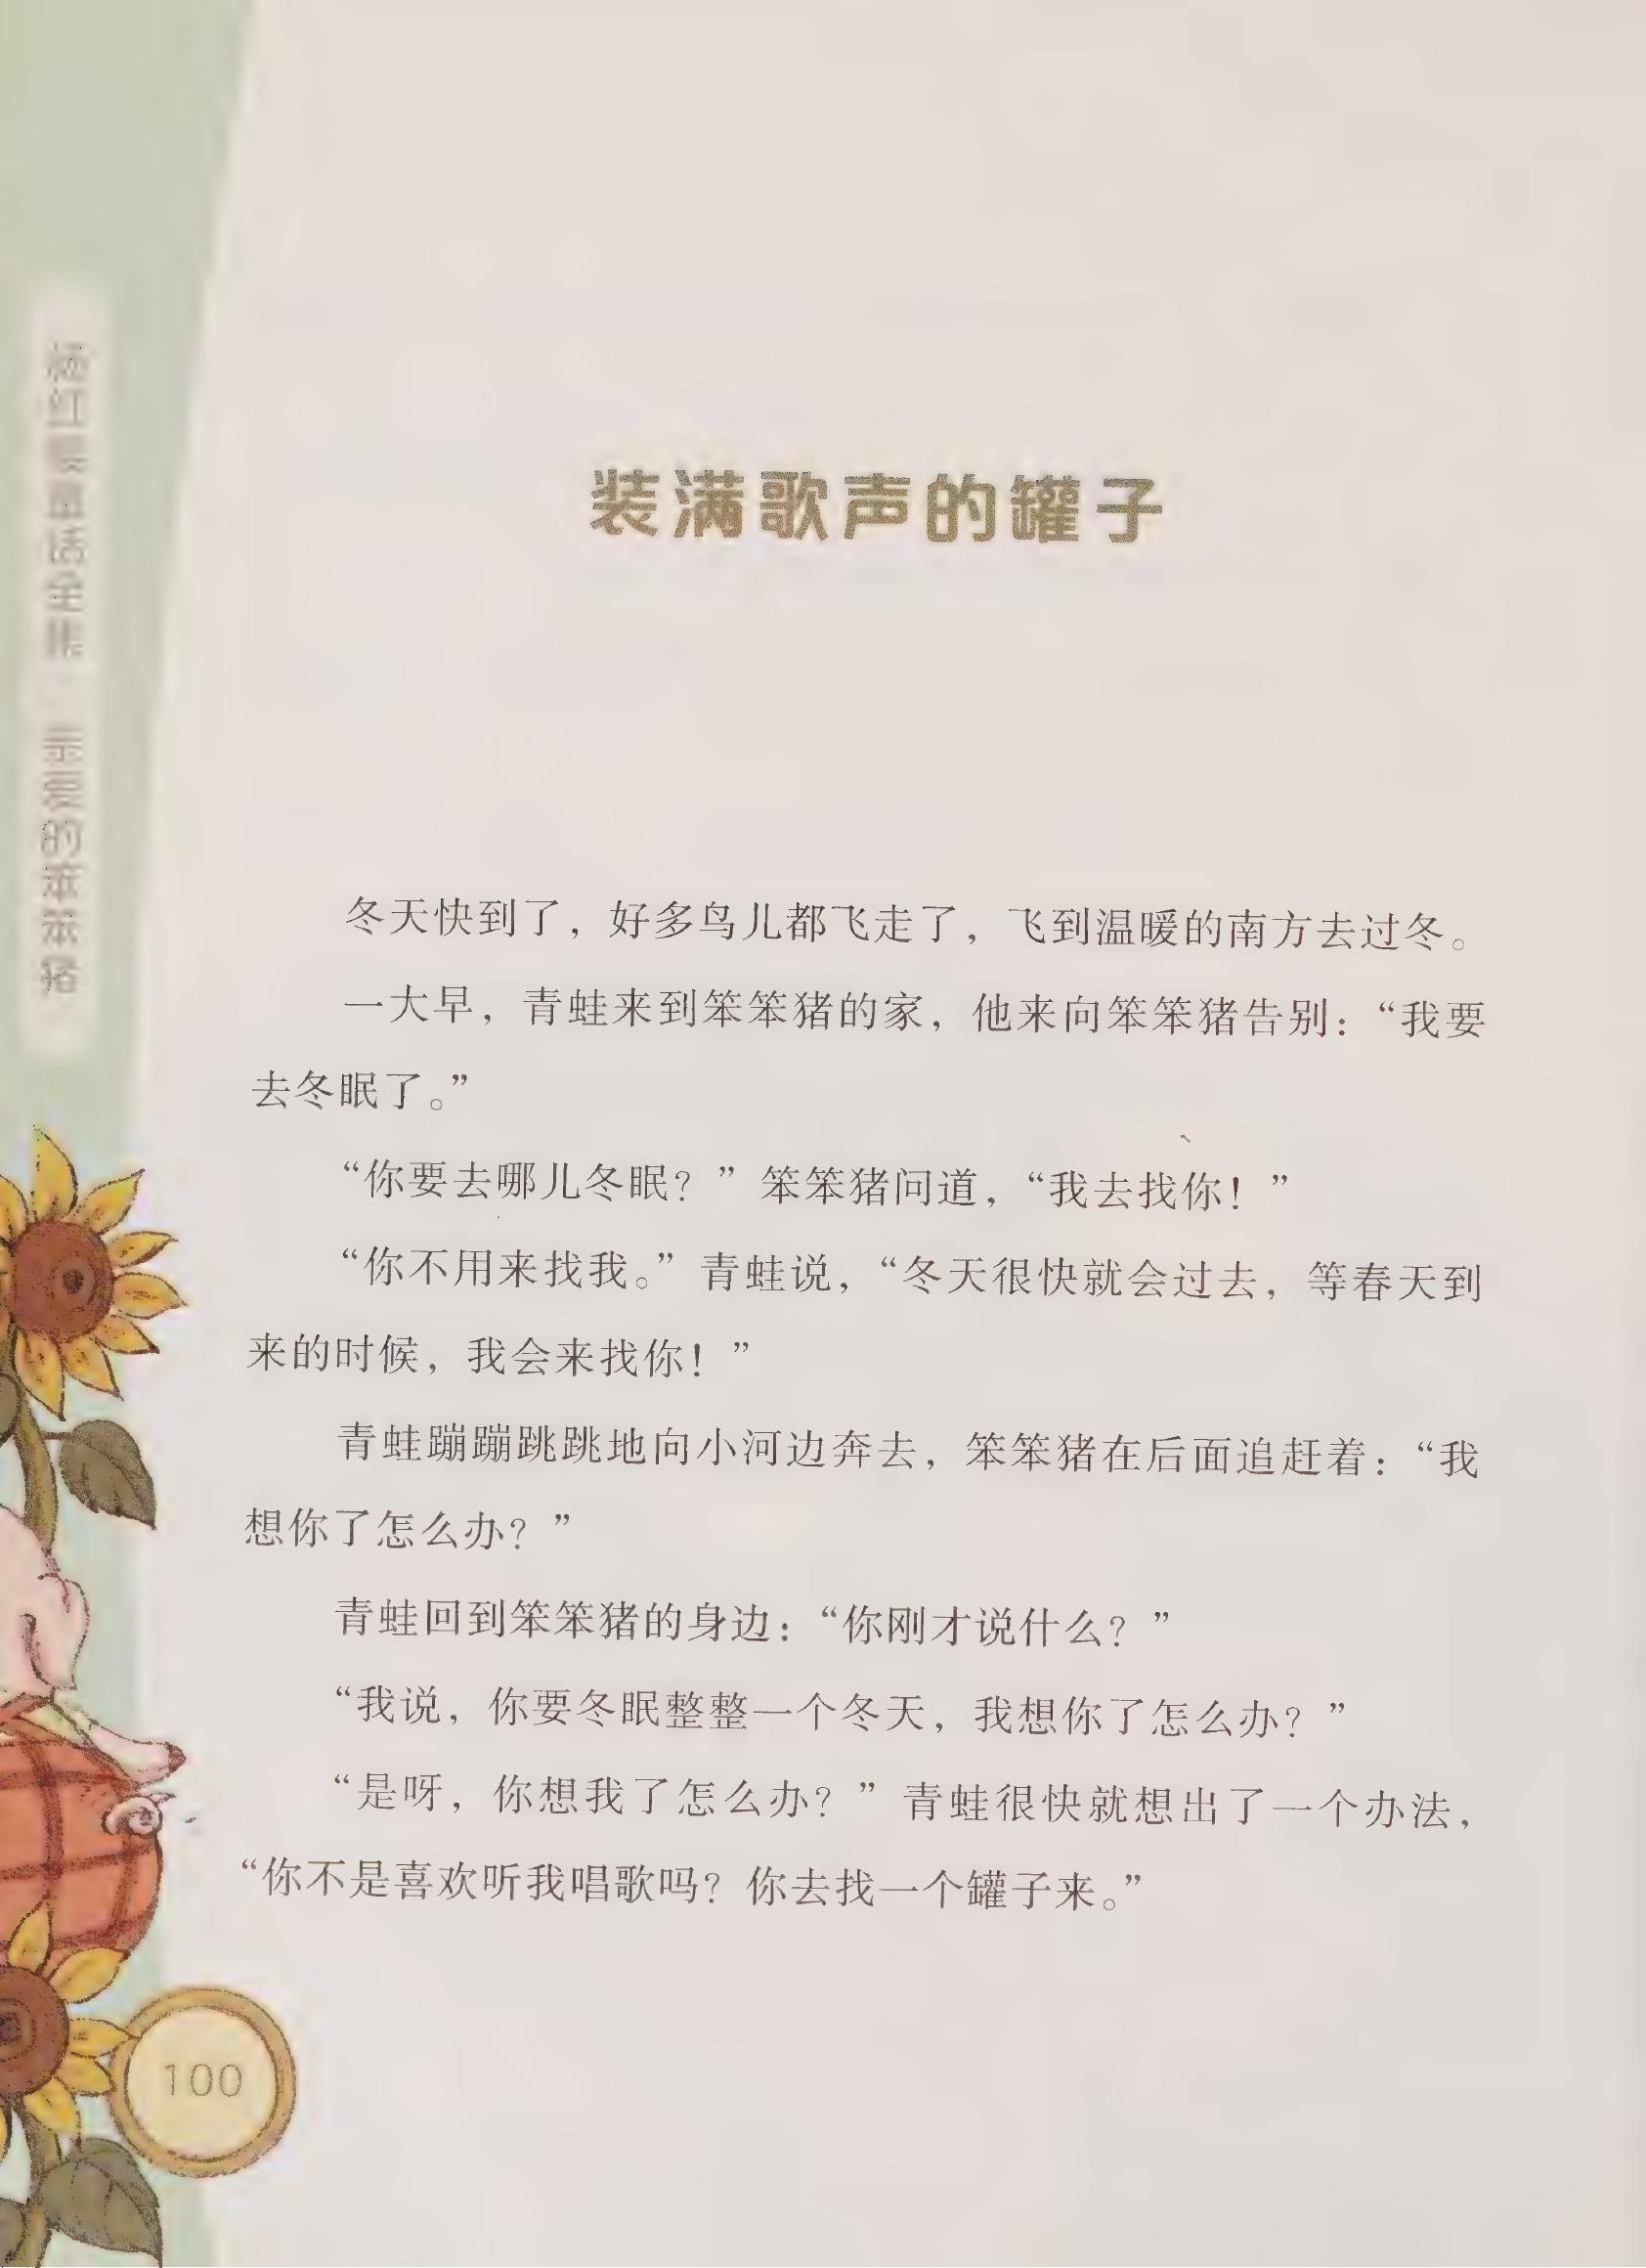 杨红樱童话全集
亲爱的笨笨猪
装满歌声的罐子
冬天快到了，好多鸟儿都飞走了，飞到温暖的南方去过冬。
一大早，青蛙来到笨笨猪的家，他来向笨笨猪告别：“我要
去冬眠了。”
“你要去哪儿冬眠？”笨笨猪问道，“我去找你！”
“你不用来找我。”青蛙说，“冬天很快就会过去，等春天到
来的时候，我会来找你！”
青蛙蹦蹦跳跳地向小河边奔去，笨笨猪在后面追赶着：“我
想你了怎么办？”
青蛙回到笨笨猪的身边：“你刚才说什么？”
“我说，你要冬眠整整一个冬天，我想你了怎么办？”
“是呀，你想我了怎么办？”青蛙很快就想出了一个办法，
“你不是喜欢听我唱歌吗？你去找一个罐子来。”
100